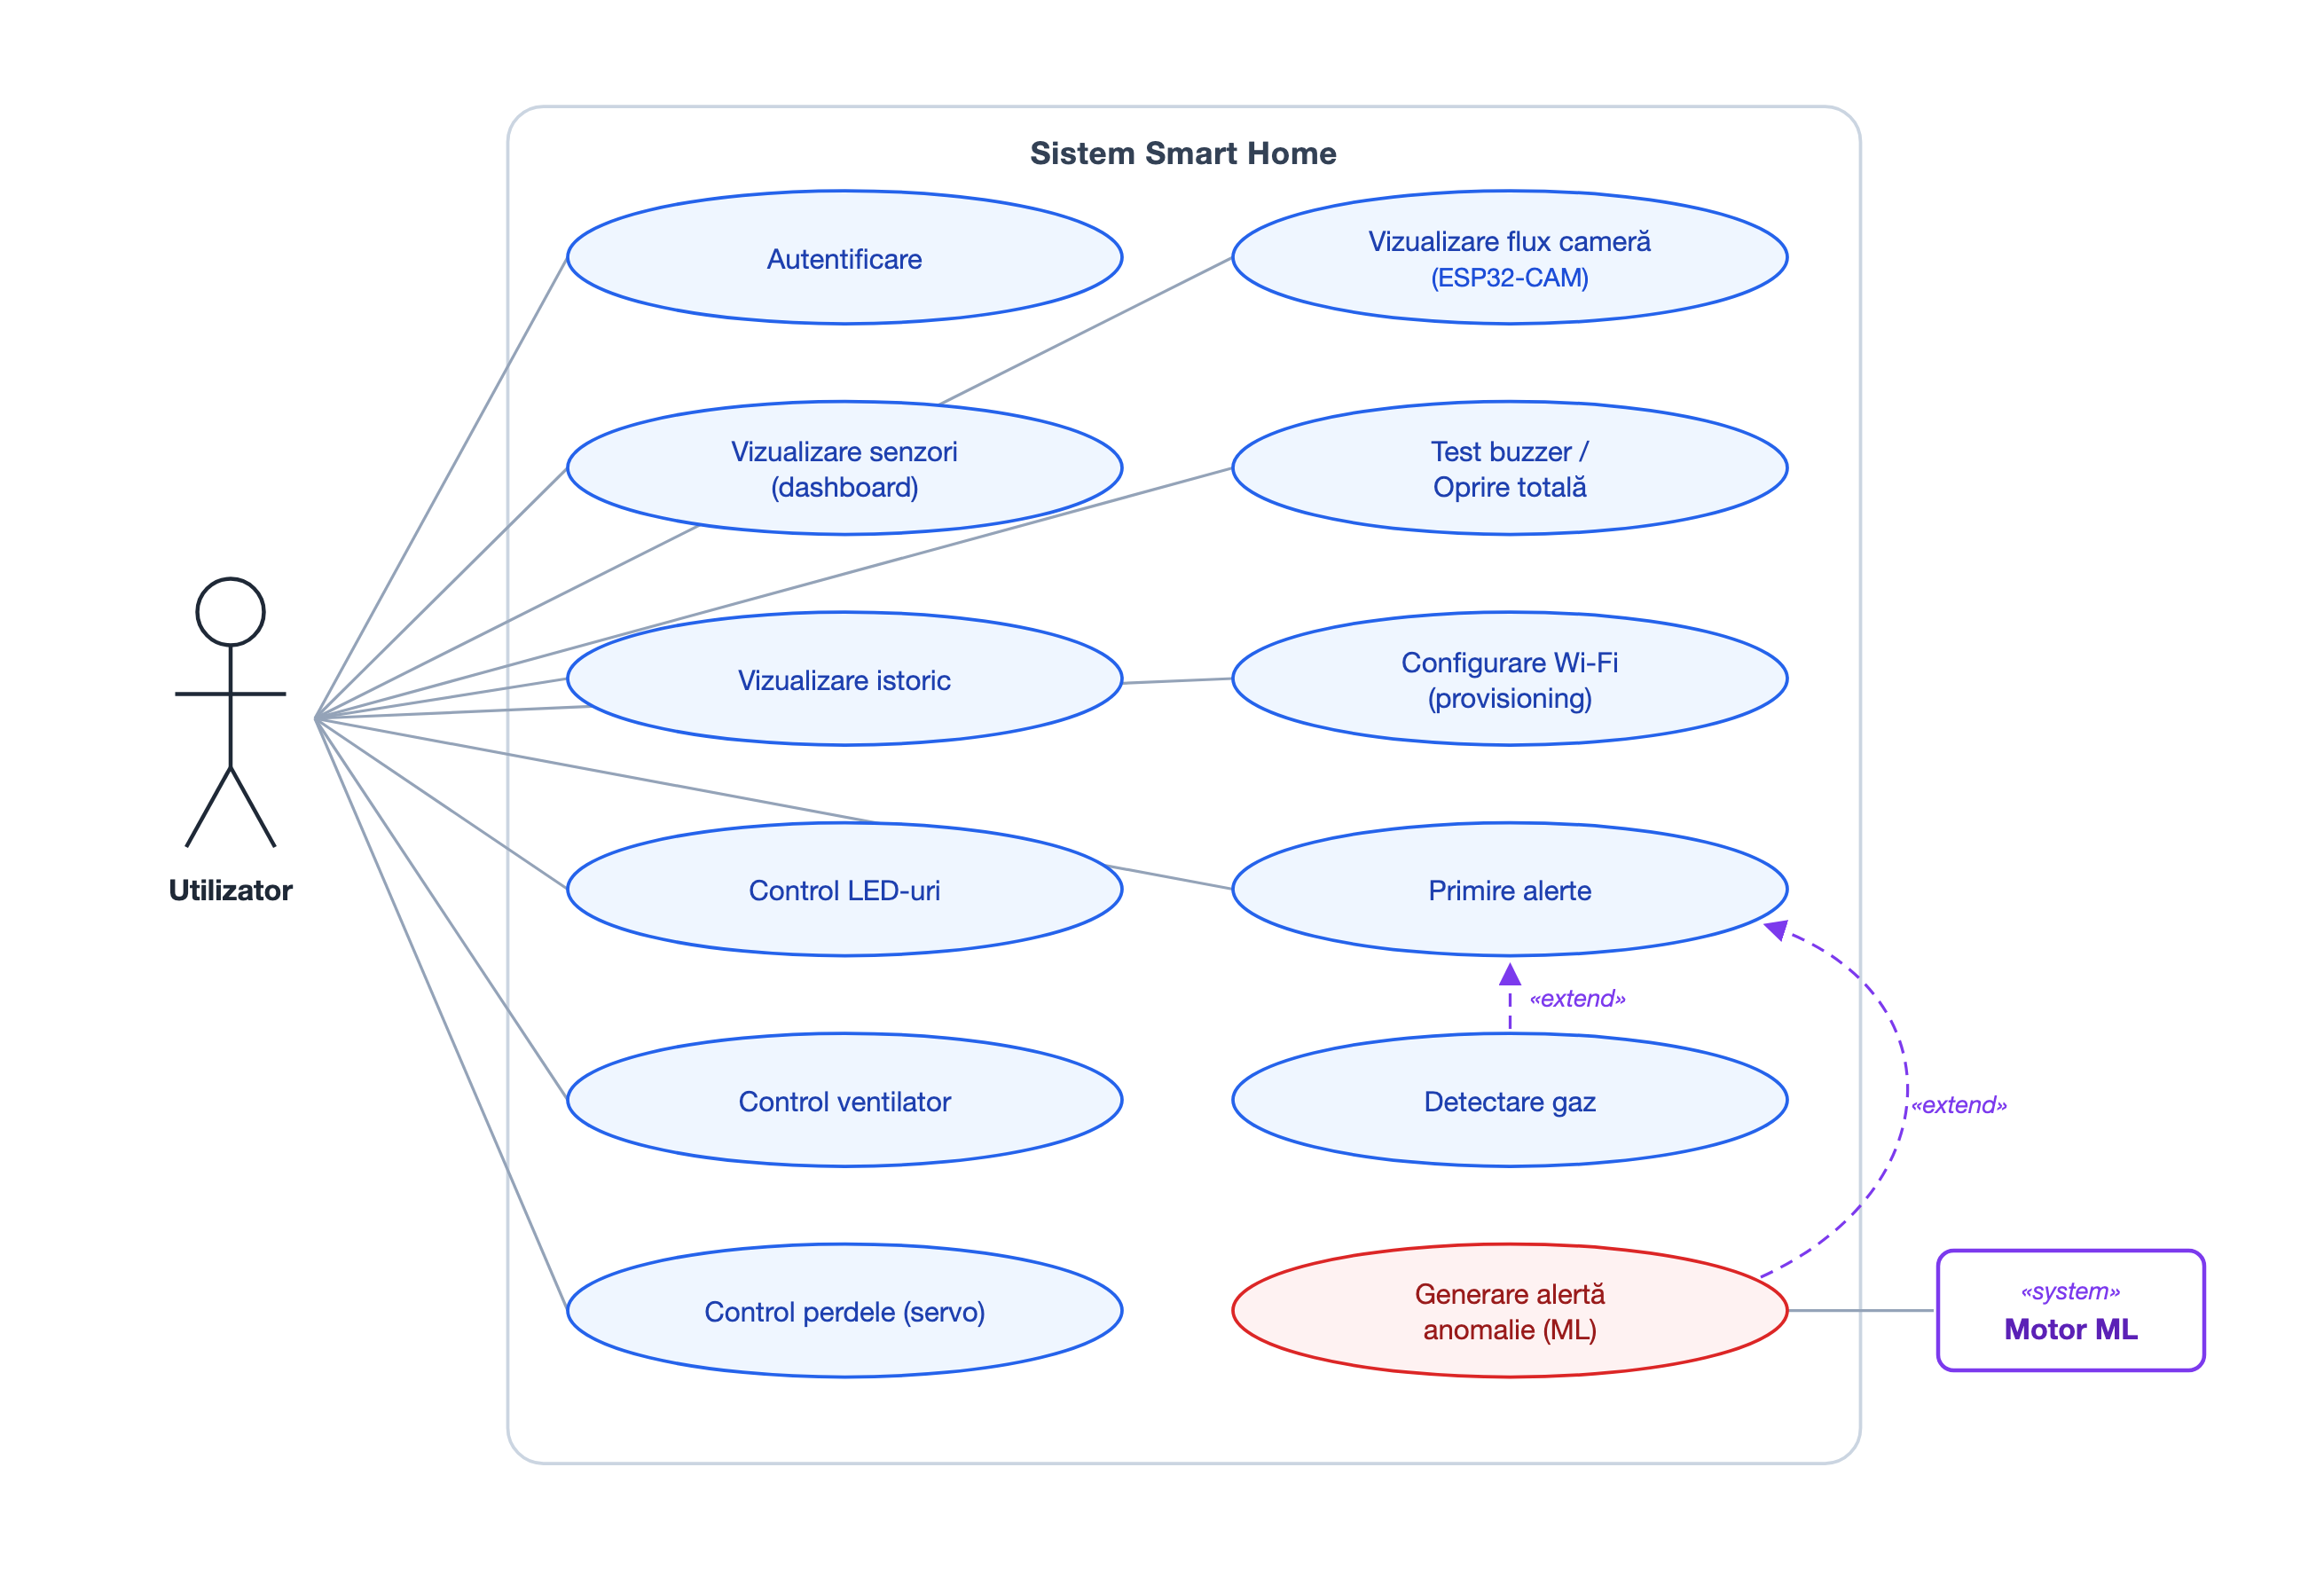 Sistem Smart Home
Autentificare
Vizualizare flux cameră
(ESP32-CAM)
Vizualizare senzori
(dashboard)
Test buzzer /
Oprire totală
Vizualizare istoric
Configurare Wi-Fi
(provisioning)
Utilizator
Control LED-uri
Primire alerte
«extend»
Control ventilator
Detectare gaz
«extend»
Control perdele (servo)
Generare alertă
anomalie (ML)
«system»
Motor ML